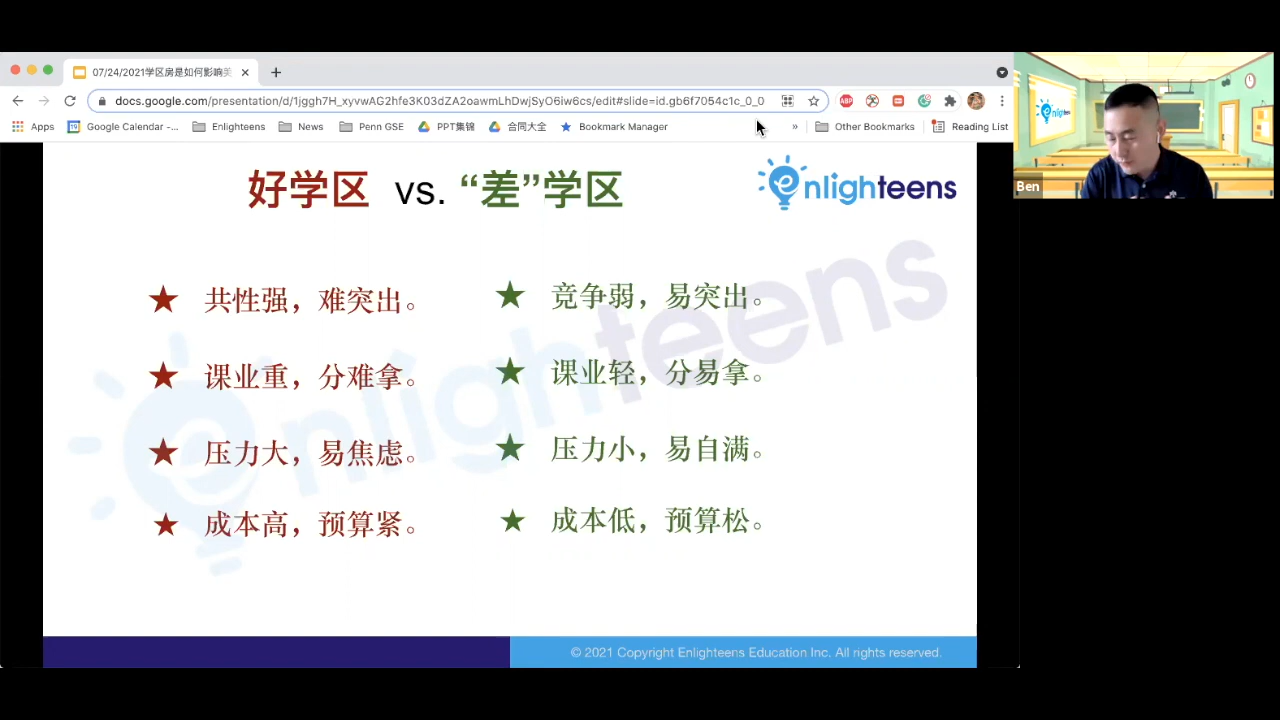 07/24/2021学区房是如何影响美
docs.google.com/presentation/d/1jggh7H_xyvwAG2hfe3K03dZA2oawmLhDwjSyO6iw6cs/edit#slide=id.gb6f7054c1c_0_0
ABP
Apps
Google Calendar -...
Enlighteens
News
Penn GSE
PPT集锦
合同大全
Bookmark Manager
»
Other Bookmarks
Reading List
Ben
好学区 vs. “差”学区
enlighteens
共性强，难突出。
竞争弱，易突出。
课业重，分难拿。
课业轻，分易拿。
压力大，易焦虑。
压力小，易自满。
成本高，预算紧。
成本低，预算松。
enlighteens
© 2021 Copyright Enlighteens Education Inc. All rights reserved.